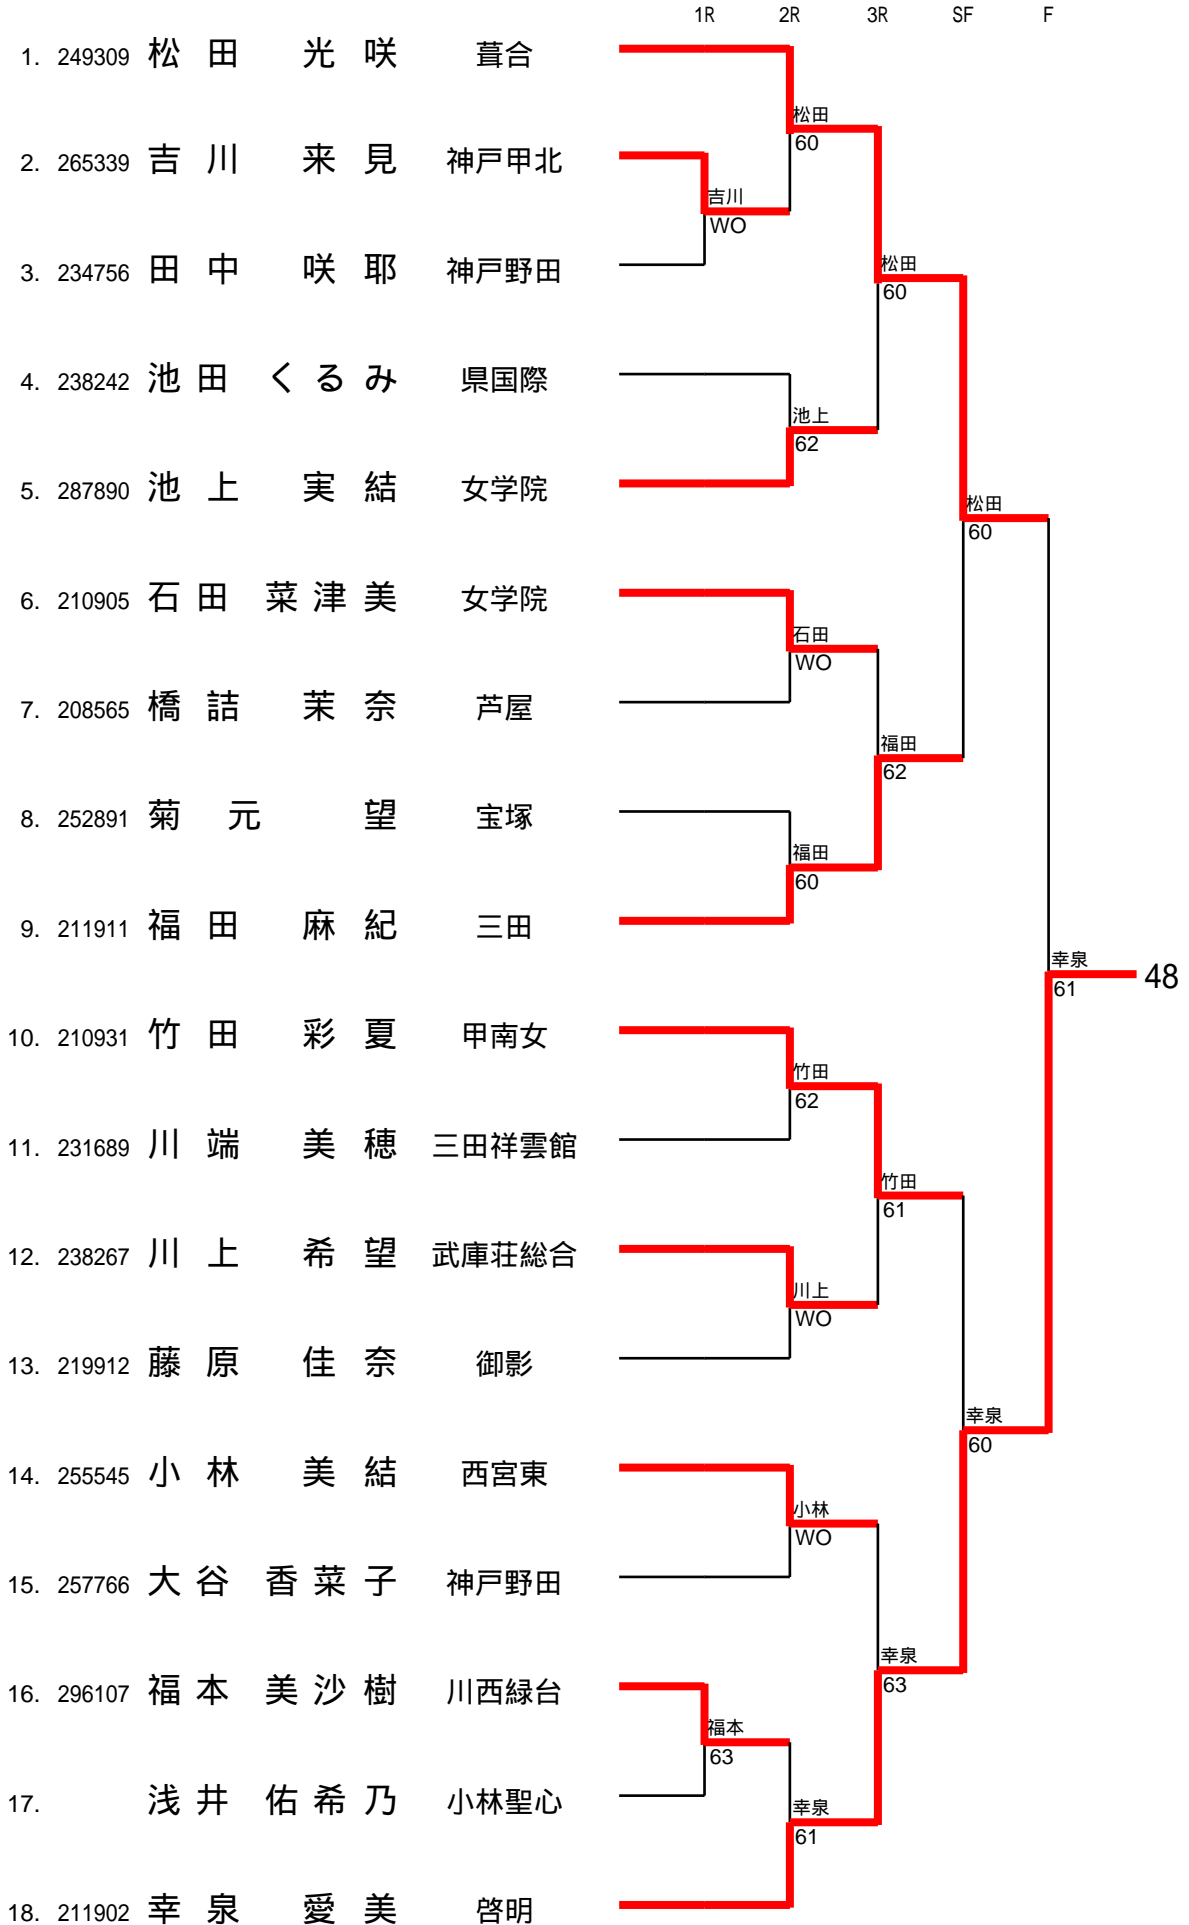 1R 2R 3R SF F
1. 249309 松田 光咲 葺合
松田
60
2. 265339 吉川 来見 神戸甲北
吉川
WO
3. 234756 田中 咲耶 神戸野田
松田
60
4. 238242 池田 くるみ 県国際
池上
62
5. 287890 池上 実結 女学院
松田
60
6. 210905 石田 菜津美 女学院
石田
WO
7. 208565 橋詰 茉奈 芦屋
福田
62
8. 252891 菊元 望 宝塚
福田
60
9. 211911 福田 麻紀 三田
幸泉
61
48
10. 210931 竹田 彩夏 甲南女
竹田
62
11. 231689 川端 美穂 三田祥雲館
竹田
61
12. 238267 川上 希望 武庫荘総合
川上
WO
13. 219912 藤原 佳奈 御影
幸泉
60
14. 255545 小林 美結 西宮東
小林
WO
15. 257766 大谷 香菜子 神戸野田
幸泉
63
16. 296107 福本 美沙樹 川西緑台
福本
63
17. 浅井 佑希乃 小林聖心
幸泉
61
18. 211902 幸泉 愛美 啓明